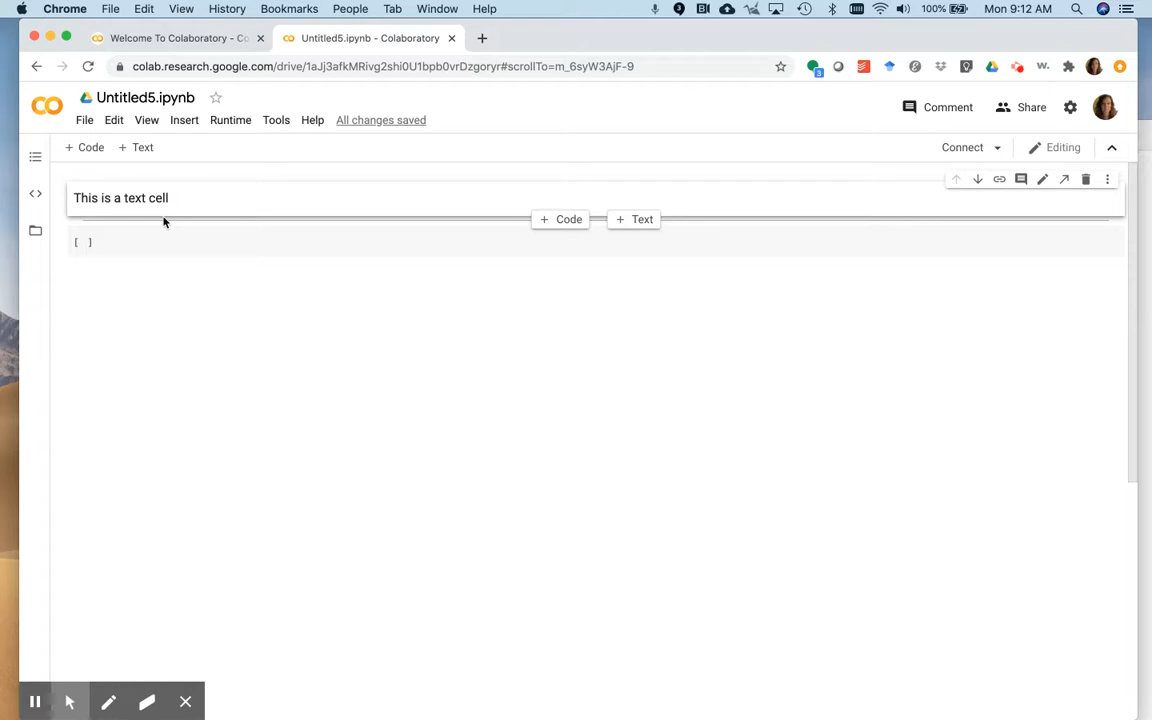 Chrome File Edit View History Bookmarks People Tab Window Help 100% Mon 9:12 AM
Welcome To Colaboratory - Co
Untitled5.ipynb - Colaboratory
colab.research.google.com/drive/1aJj3afkMRivg2shi0U1bpb0vrDzgoryr#scrollTo=m_6syW3AjF-9
3
Untitled5.ipynb
Comment Share
File Edit View Insert Runtime Tools Help All changes saved
+ Code + Text Connect Editing
This is a text cell
+ Code + Text
[ ]